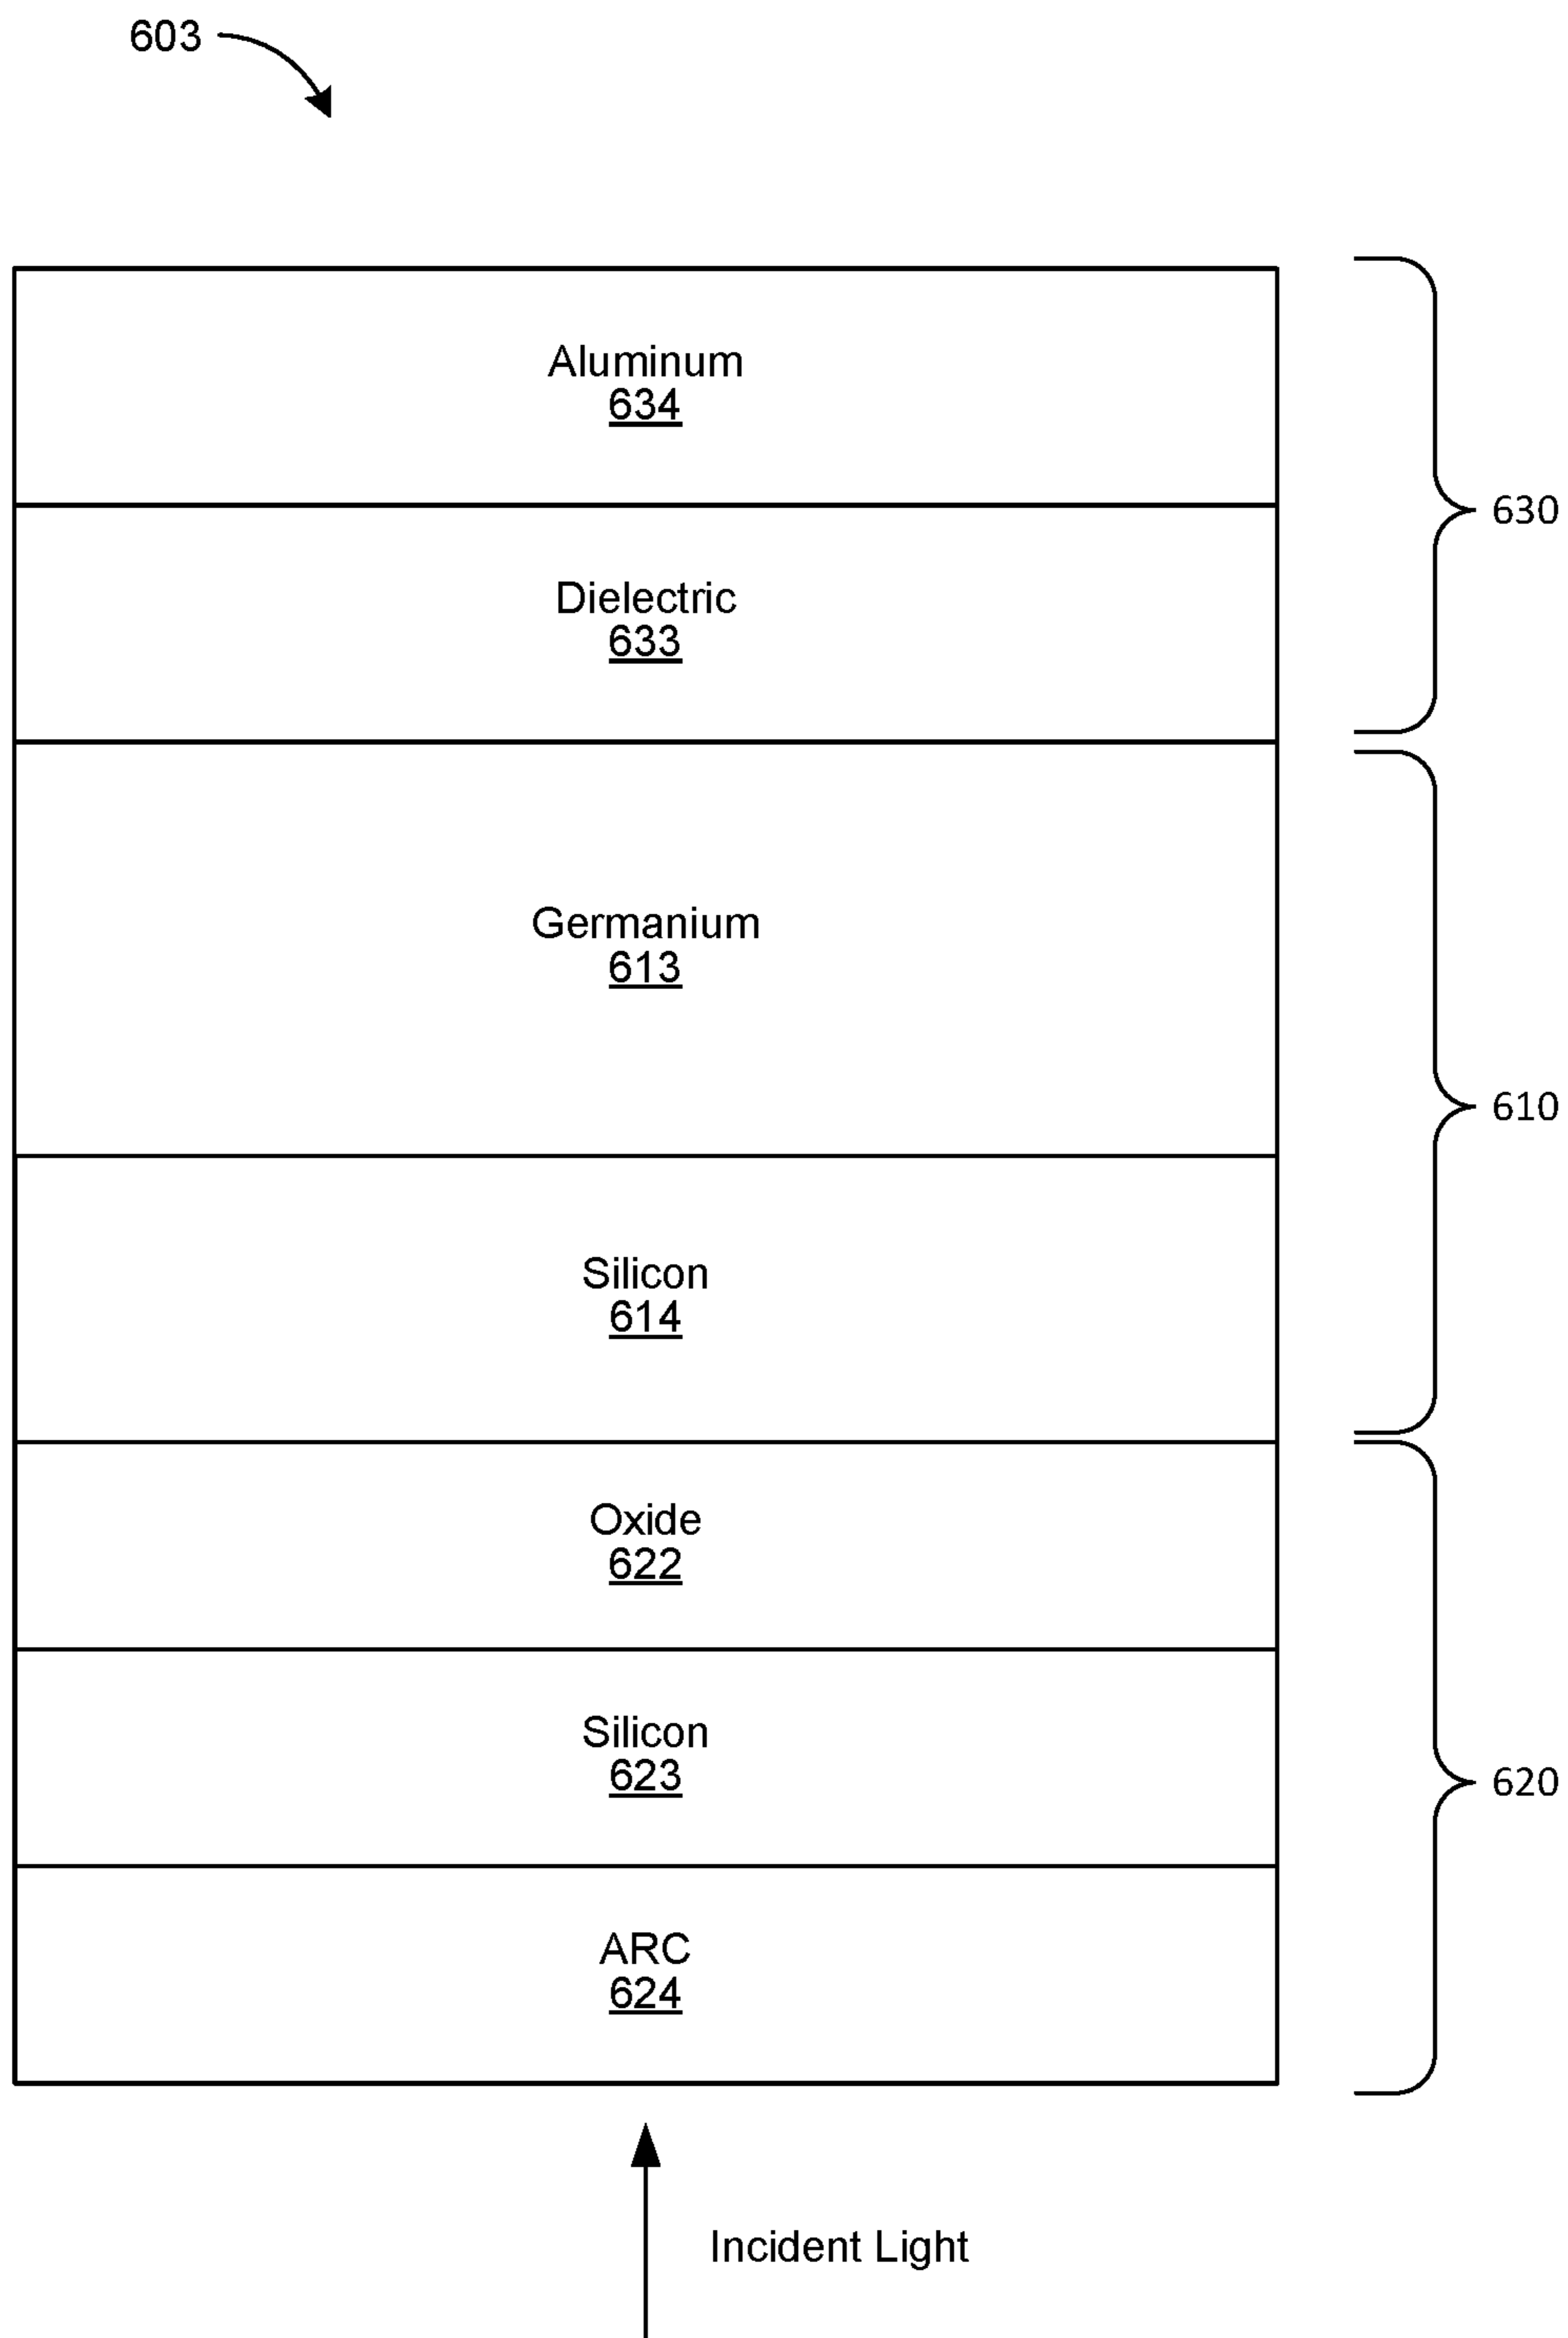 603
Aluminum
634
Dielectric
633
630
Germanium
613
610
Silicon
614
Oxide
622
Silicon
623
620
ARC
624
Incident Light